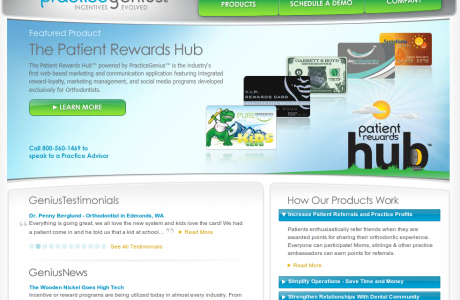 practicegenius
INCENTIVES EVOLVED
PRODUCTS
SCHEDULE A DEMO
COMPANY
Featured Product
The Patient Rewards Hub
The Patient Rewards Hub™ powered by PracticeGenius™ is the industry's
first web-based marketing and communication application featuring integrated
reward-loyalty, marketing management, and social media programs developed
exclusively for Orthodontists.
LEARN MORE
Call 800-560-1469 to
speak to a Practice Advisor
V.I.P.
REWARDS CARD
GARRETT & BOYD
patient
rewards
hub™
GeniusTestimonials
Dr. Penny Berglund - Orthodontist in Edmonds, WA
Everything is going great, we all love the new system and kids love the card! We had
a patient come in and he told us that a kid at school…
Read More
See All Testimonials
GeniusNews
The Wooden Nickel Goes High Tech
Incentive or reward programs are being utilized today in almost every industry. From
How Our Products Work
Increase Patient Referrals and Practice Profits
Patients enthusiastically refer friends when they are
awarded points for sharing their orthodontic experience.
Everyone can participate! Moms, siblings & other practice
ambassadors can earn points for referrals.
Read More
Simplify Operations - Save Time and Money
Strengthen Relationships With Dental Community